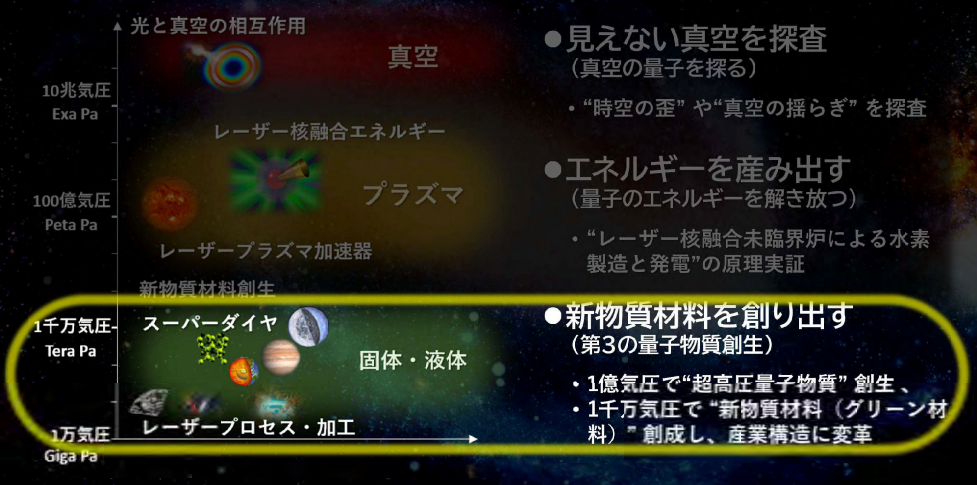 光と真空の相互作用
真空
10兆気圧
Exa Pa
レーザー核融合エネルギー
プラズマ
100億気圧
Peta Pa
レーザープラズマ加速器
新物質材料創生
1千万気圧
Tera Pa
スーパーダイヤ
固体・液体
レーザープロセス・加工
1万気圧
Giga Pa
●見えない真空を探査
（真空の量子を探る）
・“時空の歪” や“真空の揺らぎ” を探査
●エネルギーを産み出す
（量子のエネルギーを解き放つ）
・“レーザー核融合未臨界炉による水素
製造と発電”の原理実証
●新物質材料を創り出す
（第3の量子物質創生）
・1億気圧で“超高圧量子物質” 創生 、
・1千万気圧で “新物質材料（グリーン材
料）” 創成し、産業構造に変革